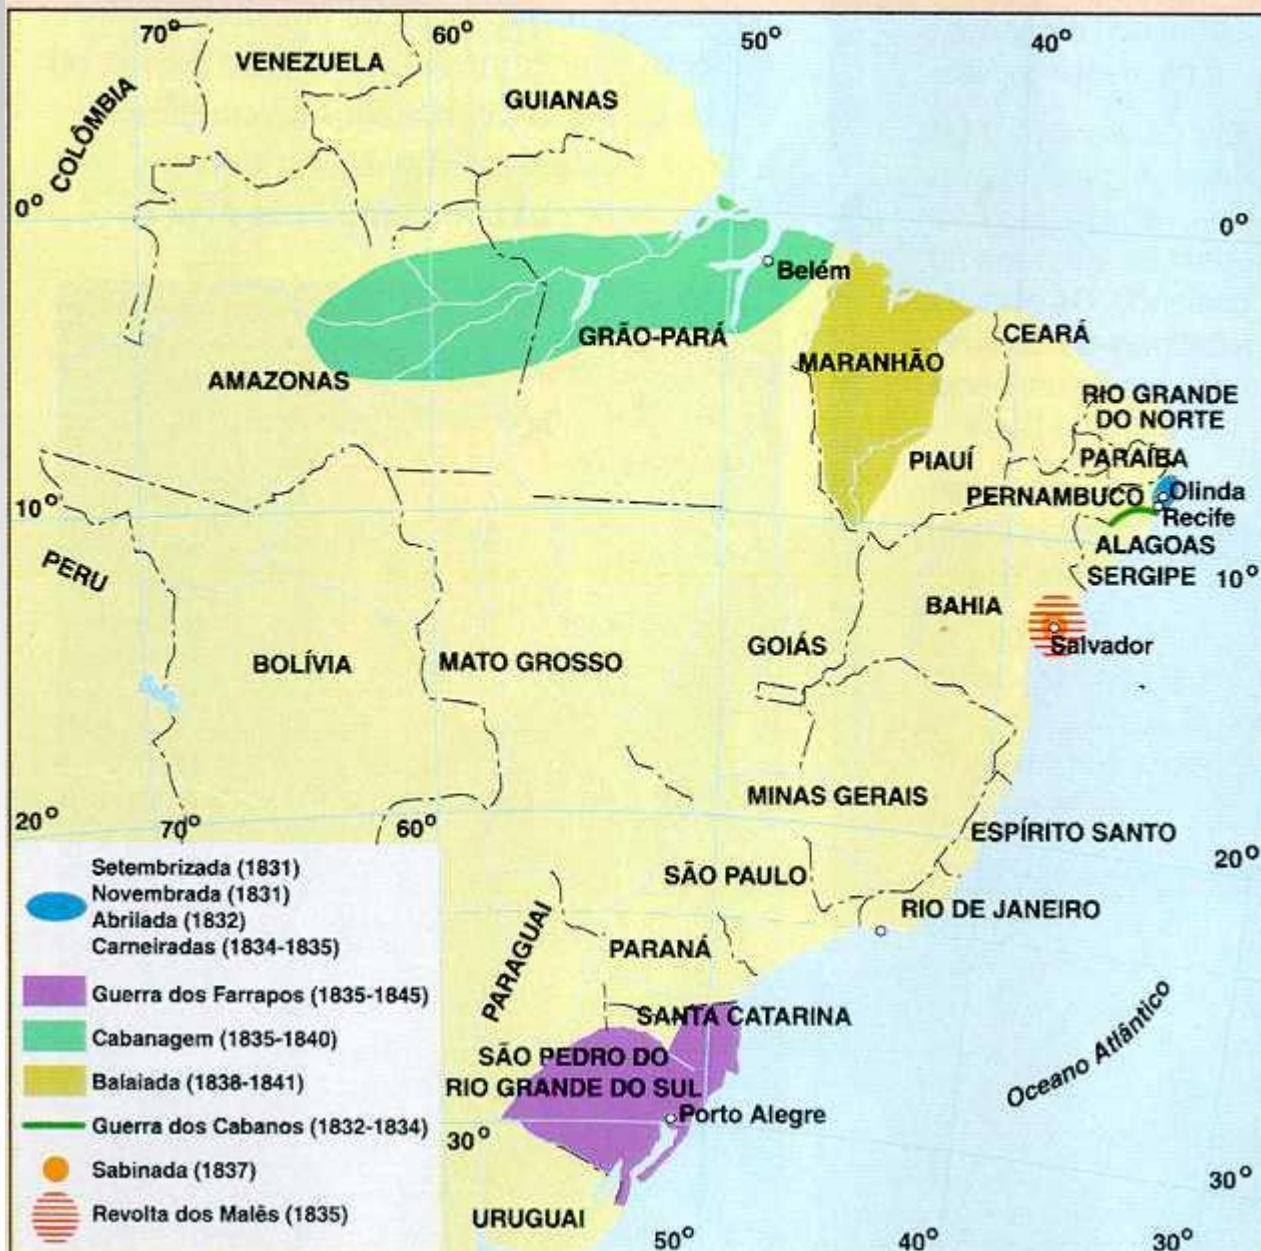 70°
60°
50°
40°
VENEZUELA
GUIANAS
COLÔMBIA
0°
0°
Belém
GRÃO-PARÁ
CEARÁ
MARANHÃO
AMAZONAS
RIO GRANDE
DO NORTE
PIAUÍ
PARAÍBA
PERNAMBUCO
Olinda
Recife
10°
ALAGOAS
SERGIPE
10°
PERU
BAHIA
Salvador
GOIÁS
BOLÍVIA
MATO GROSSO
MINAS GERAIS
20°
70°
60°
ESPÍRITO SANTO
20°
SÃO PAULO
RIO DE JANEIRO
PARAGUAI
PARANÁ
SANTA CATARINA
Oceano Atlântico
SÃO PEDRO DO
RIO GRANDE DO SUL
Porto Alegre
30°
30°
URUGUAI
50°
40°
30°
Setembrizada (1831)
Novembrada (1831)
Abrilada (1832)
Carneiradas (1834-1835)
Guerra dos Farrapos (1835-1845)
Cabanagem (1835-1840)
Balaiada (1838-1841)
Guerra dos Cabanos (1832-1834)
Sabinada (1837)
Revolta dos Malês (1835)